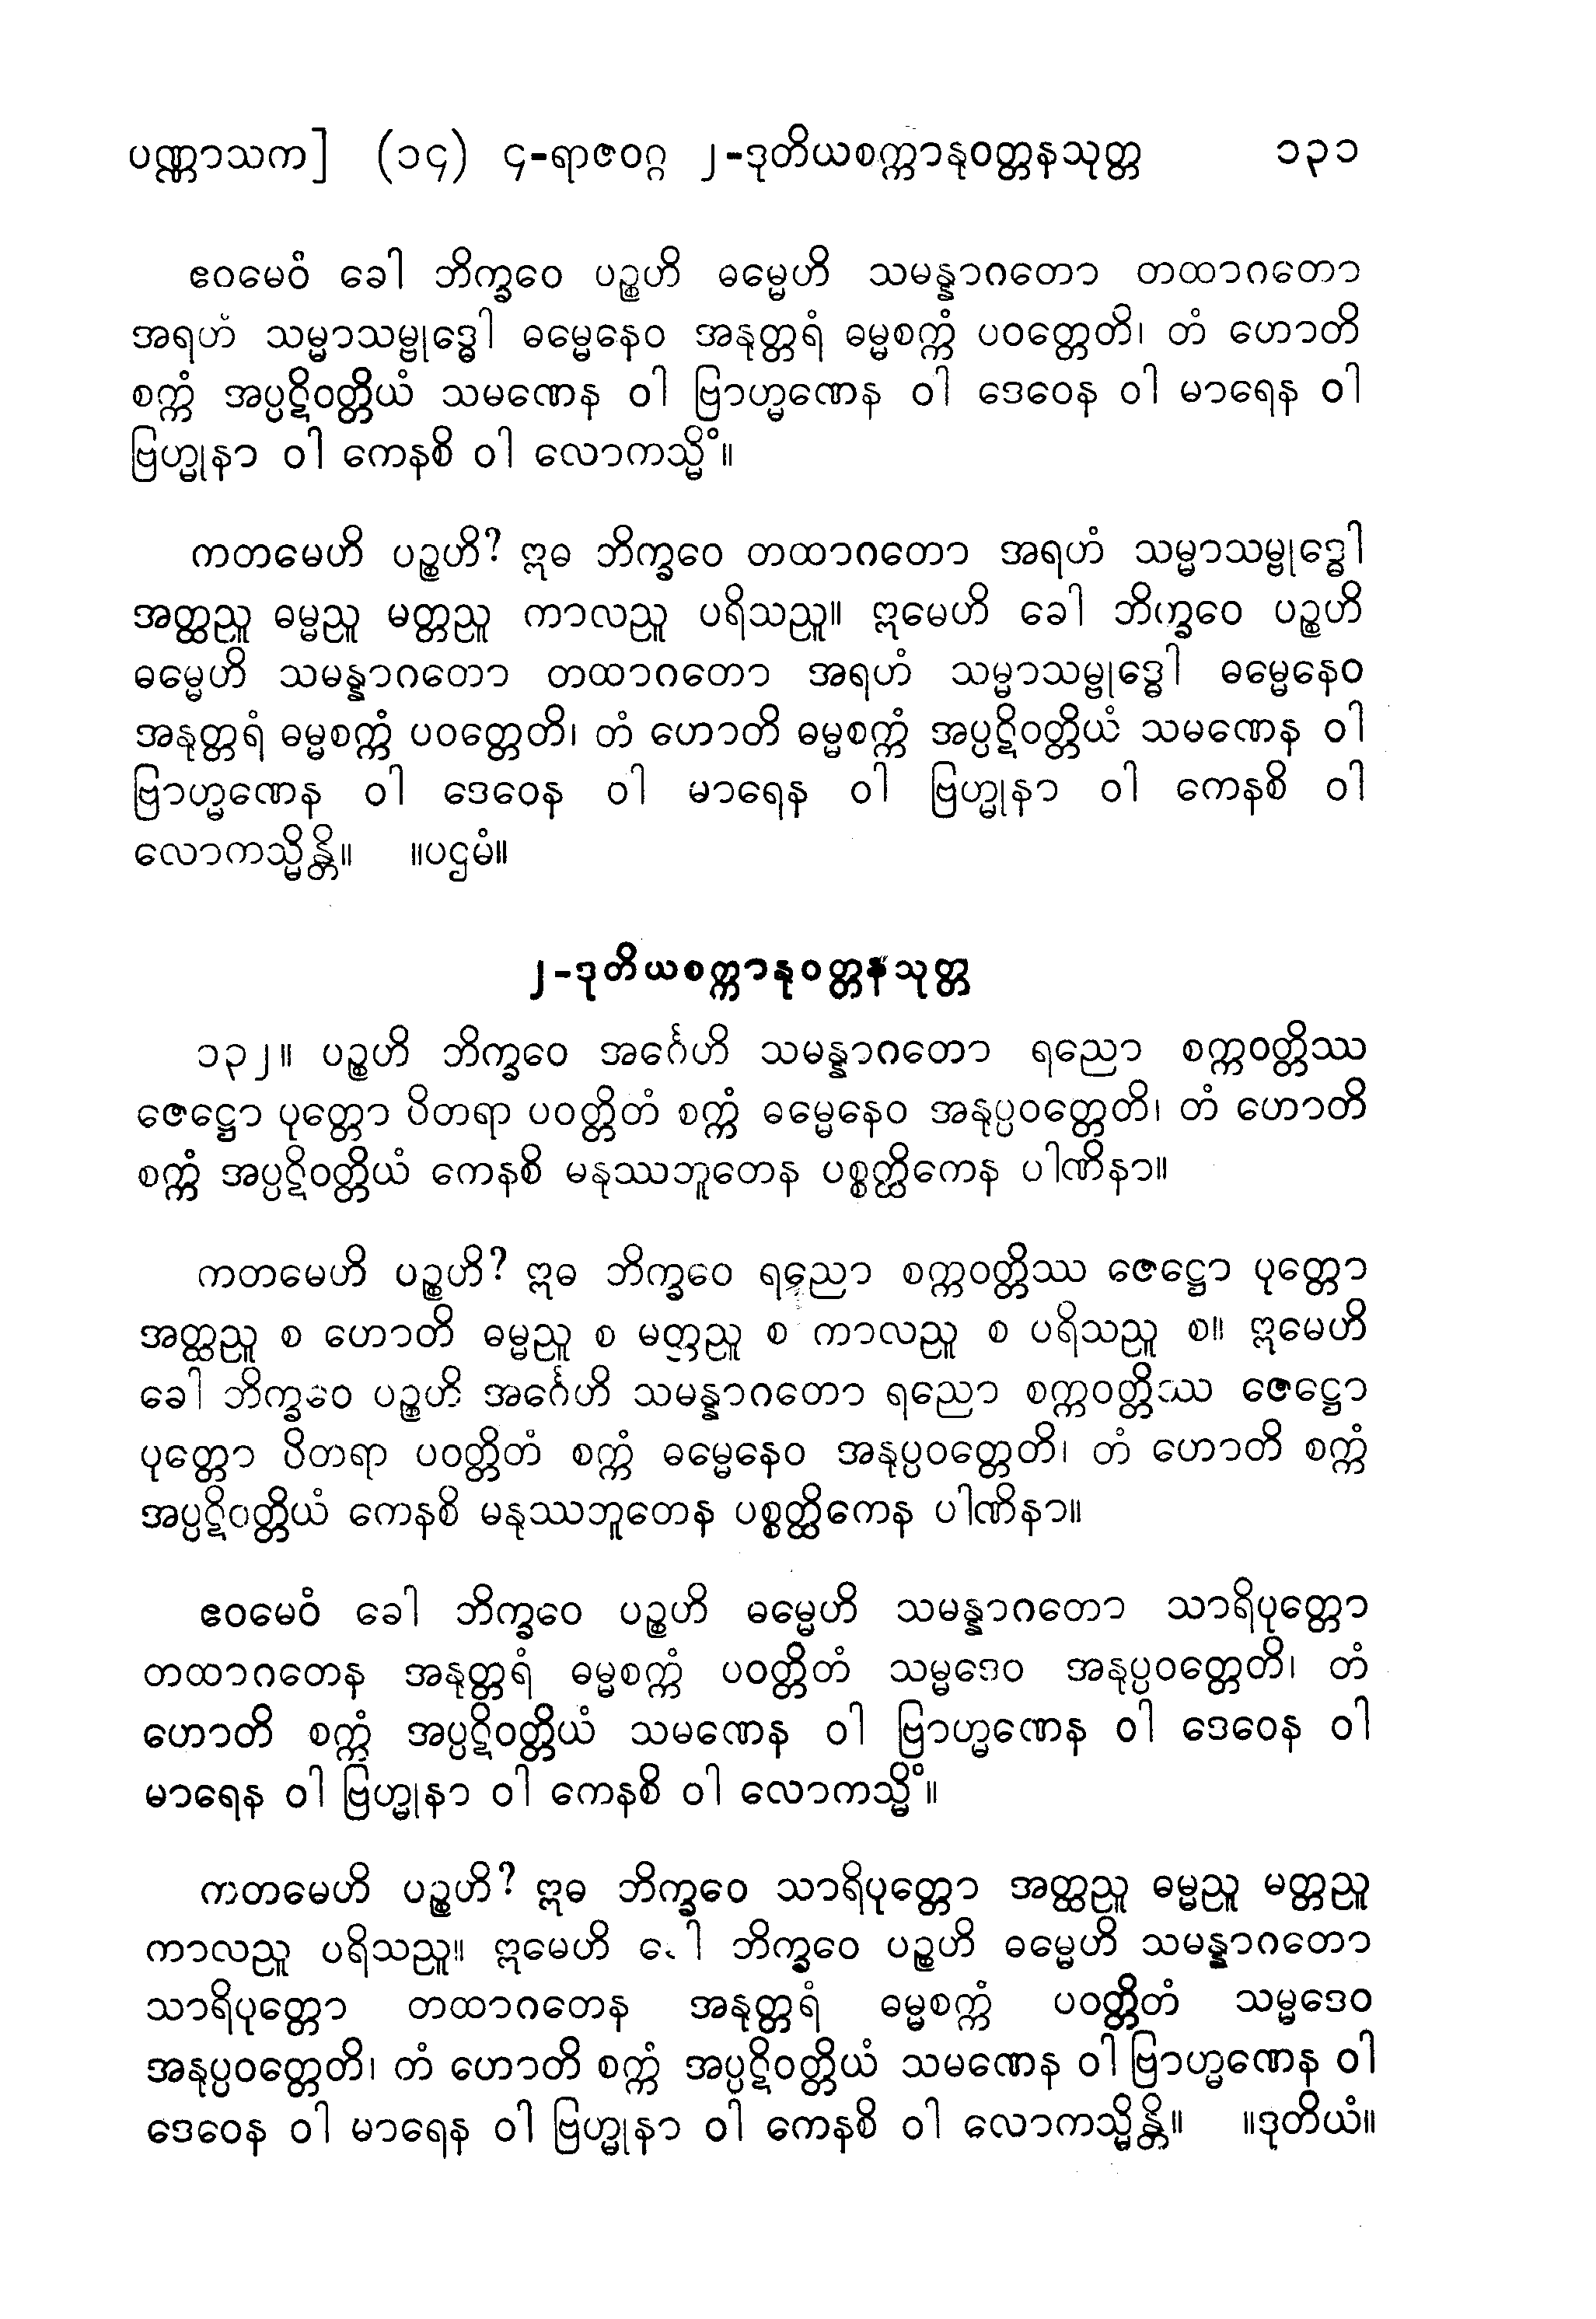 ပဏ္ဏာသက] (၁၄) ၄-ရာဇဝဂ္ဂ ၂-ဒုတိယစက္ကာနုဝတ္တနသုတ္တ ၁၃၁
ဧဝမေဝံ ခေါ ဘိက္ခဝေ ပဉ္စဟိ ဓမ္မေဟိ သမန္နာဂတော တထာဂတော
အရဟံ သမ္မာသမ္ဗုဒ္ဓေါ ဓမ္မေနေဝ အနုတ္တရံ ဓမ္မစက္ကံ ပဝတ္တေတိ၊ တံ ဟောတိ
စက္ကံ အပ္ပဋိဝတ္တိယံ သမဏေန ဝါ ဗြာဟ္မဏေန ဝါ ဒေဝေန ဝါ မာရေန ဝါ
ဗြဟ္မုနာ ဝါ ကေနစိ ဝါ လောကသ္မိံ။
ကတမေဟိ ပဉ္စဟိ? ဣဓ ဘိက္ခဝေ တထာဂတော အရဟံ သမ္မာသမ္ဗုဒ္ဓေါ
အတ္ထညူ ဓမ္မညူ မတ္တညူ ကာလညူ ပရိသညူ။ ဣမေဟိ ခေါ ဘိက္ခဝေ ပဉ္စဟိ
ဓမ္မေဟိ သမန္နာဂတော တထာဂတော အရဟံ သမ္မာသမ္ဗုဒ္ဓေါ ဓမ္မေနေဝ
အနုတ္တရံ ဓမ္မစက္ကံ ပဝတ္တေတိ၊ တံ ဟောတိ ဓမ္မစက္ကံ အပ္ပဋိဝတ္တိယံ သမဏေန ဝါ
ဗြာဟ္မဏေန ဝါ ဒေဝေန ဝါ မာရေန ဝါ ဗြဟ္မုနာ ဝါ ကေနစိ ဝါ
လောကသ္မိန္တိ။ ။ပဌမံ။
၂-ဒုတိယစက္ကာနုဝတ္တနသုတ္တ
၁၃၂။ ပဉ္စဟိ ဘိက္ခဝေ အင်္ဂေဟိ သမန္နာဂတော ရညော စက္ကဝတ္တိဿ
ဇေဋ္ဌော ပုတ္တော ပိတရာ ပဝတ္တိတံ စက္ကံ ဓမ္မေနေဝ အနုပ္ပဝတ္တေတိ၊ တံ ဟောတိ
စက္ကံ အပ္ပဋိဝတ္တိယံ ကေနစိ မနုဿဘူတေန ပစ္စတ္ထိကေန ပါဏိနာ။
ကတမေဟိ ပဉ္စဟိ? ဣဓ ဘိက္ခဝေ ရညော စက္ကဝတ္တိဿ ဇေဋ္ဌော ပုတ္တော
အတ္ထညူ စ ဟောတိ ဓမ္မညူ စ မတ္တညူ စ ကာလညူ စ ပရိသညူ စ။ ဣမေဟိ
ခေါ ဘိက္ခဝေ ပဉ္စဟိ အင်္ဂေဟိ သမန္နာဂတော ရညော စက္ကဝတ္တိဿ ဇေဋ္ဌော
ပုတ္တော ပိတရာ ပဝတ္တိတံ စက္ကံ ဓမ္မေနေဝ အနုပ္ပဝတ္တေတိ၊ တံ ဟောတိ စက္ကံ
အပ္ပဋိဝတ္တိယံ ကေနစိ မနုဿဘူတေန ပစ္စတ္ထိကေန ပါဏိနာ။
ဧဝမေဝံ ခေါ ဘိက္ခဝေ ပဉ္စဟိ ဓမ္မေဟိ သမန္နာဂတော သာရိပုတ္တော
တထာဂတေန အနုတ္တရံ ဓမ္မစက္ကံ ပဝတ္တိတံ သမ္မဒေဝ အနုပ္ပဝတ္တေတိ၊ တံ
ဟောတိ စက္ကံ အပ္ပဋိဝတ္တိယံ သမဏေန ဝါ ဗြာဟ္မဏေန ဝါ ဒေဝေန ဝါ
မာရေန ဝါ ဗြဟ္မုနာ ဝါ ကေနစိ ဝါ လောကသ္မိံ။
ကတမေဟိ ပဉ္စဟိ? ဣဓ ဘိက္ခဝေ သာရိပုတ္တော အတ္ထညူ ဓမ္မညူ မတ္တညူ
ကာလညူ ပရိသညူ။ ဣမေဟိ ဘိက္ခဝေ ပဉ္စဟိ ဓမ္မေဟိ သမန္နာဂတော
သာရိပုတ္တော တထာဂတေန အနုတ္တရံ ဓမ္မစက္ကံ ပဝတ္တိတံ သမ္မဒေဝ
အနုပ္ပဝတ္တေတိ၊ တံ ဟောတိ စက္ကံ အပ္ပဋိဝတ္တိယံ သမဏေန ဝါ ဗြာဟ္မဏေန ဝါ
ဒေဝေန ဝါ မာရေန ဝါ ဗြဟ္မုနာ ဝါ ကေနစိ ဝါ လောကသ္မိန္တိ။ ။ဒုတိယံ။